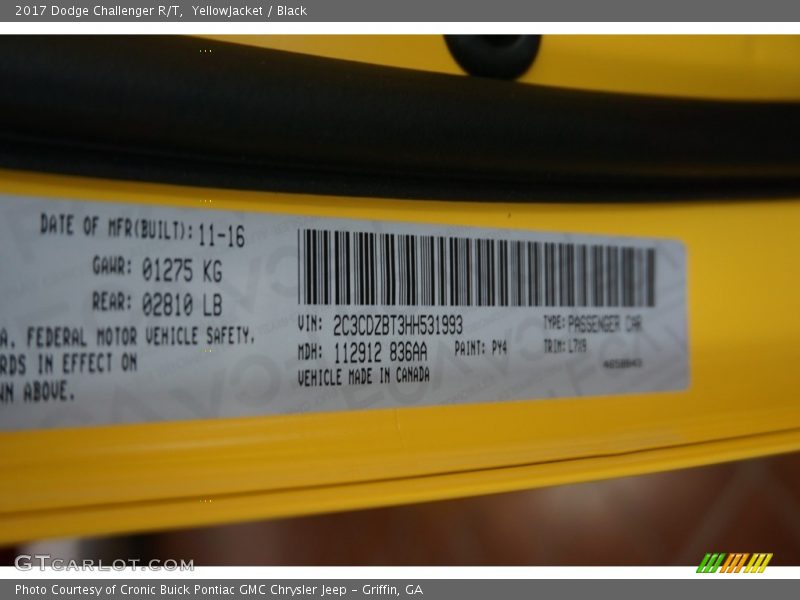 2017 Dodge Challenger R/T, YellowJacket / Black
DATE OF MFR(BUILT): 11-16
GAWR: 01275 KG
REAR: 02810 LB
A. FEDERAL MOTOR VEHICLE SAFETY,
RDS IN EFFECT ON
WN ABOVE.
VIN: 2C3CDZBT3HH531993
TYPE: PASSENGER CAR
MDH: 112912 836AA PAINT: PY4
TRIM: L7X9
VEHICLE MADE IN CANADA
GTCARLOT.COM
Photo Courtesy of Cronic Buick Pontiac GMC Chrysler Jeep - Griffin, GA